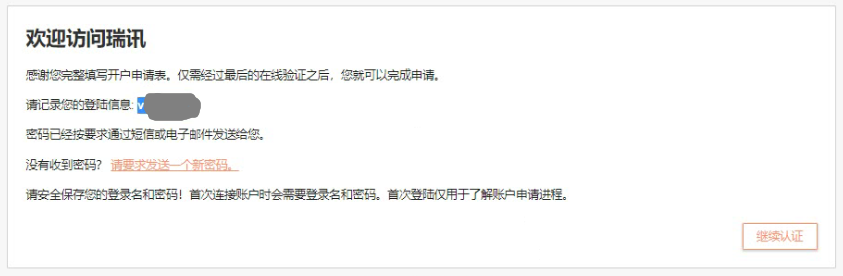 欢迎访问瑞讯
感谢您完整填写开户申请表。仅需经过最后的在线验证之后，您就可以完成申请。
请记录您的登陆信息: v
密码已经按要求通过短信或电子邮件发送给您。
没有收到密码？ 请要求发送一个新密码。
请安全保存您的登录名和密码！首次连接账户时会需要登录名和密码。首次登陆仅用于了解账户申请进程。
继续认证